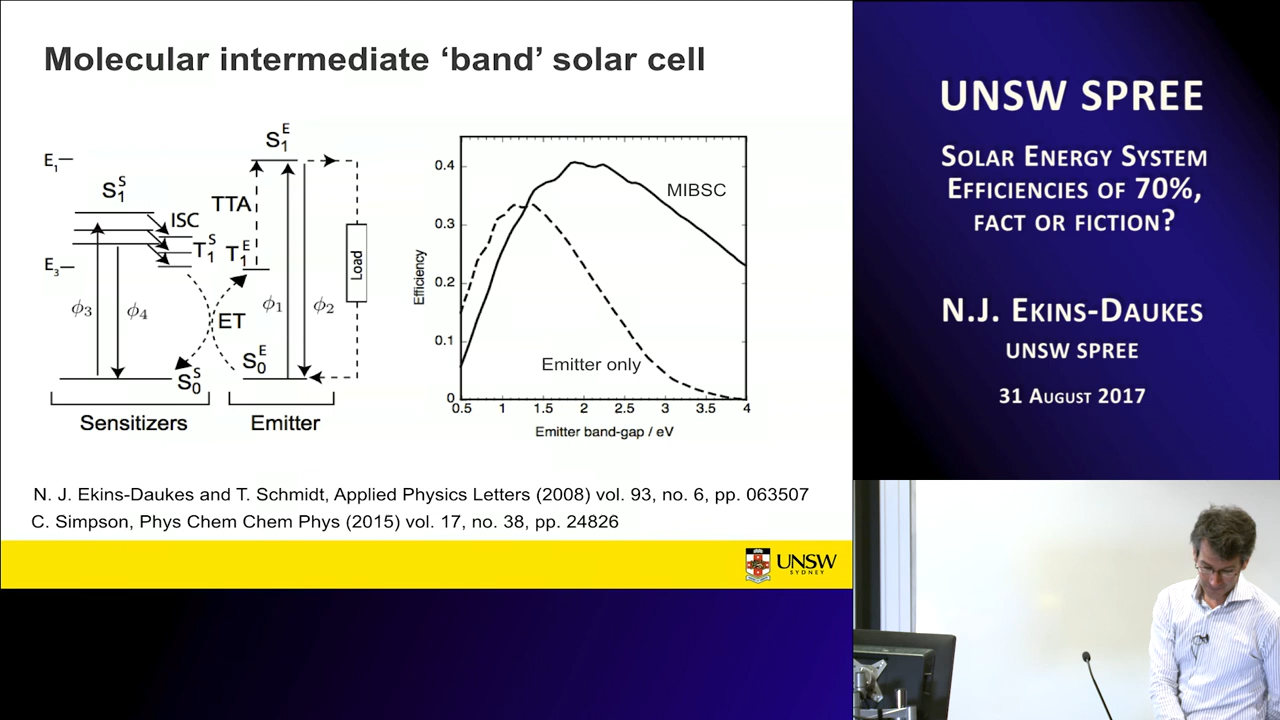 Molecular intermediate ‘band’ solar cell
S₁ᴱ
E₁
S₁ˢ
TTA
ISC
T₁ˢ
T₁ᴱ
E₃
Load
ϕ₃
ϕ₄
ET
ϕ₁
ϕ₂
S₀ᴱ
S₀ˢ
Sensitizers
Emitter
Efficiency
0.4
0.3
0.2
0.1
0
MIBSC
Emitter only
0.5 1 1.5 2 2.5 3 3.5 4
Emitter band-gap / eV
N. J. Ekins-Daukes and T. Schmidt, Applied Physics Letters (2008) vol. 93, no. 6, pp. 063507
C. Simpson, Phys Chem Chem Phys (2015) vol. 17, no. 38, pp. 24826
UNSW
SYDNEY
UNSW SPREE
SOLAR ENERGY SYSTEM
EFFICIENCIES OF 70%,
FACT OR FICTION?
N.J. EKINS-DAUKES
UNSW SPREE
31 AUGUST 2017